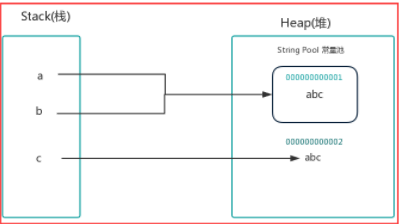 Stack(栈)
Heap(堆)
String Pool 常量池
000000000001
a
abc
b
000000000002
c
abc